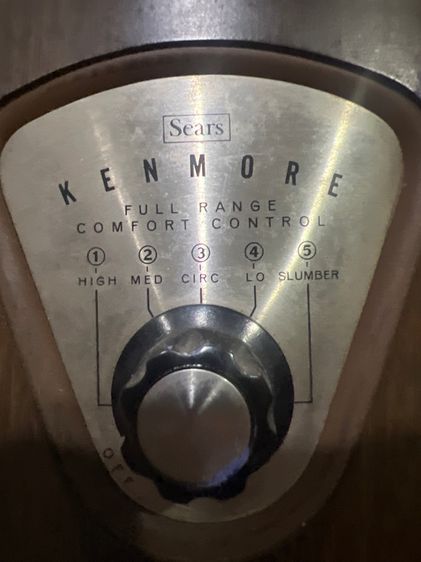 Sears
KENMORE
FULL RANGE
COMFORT CONTROL
① ② ③ ④ ⑤
HIGH MED CIRC LO SLUMBER
OFF